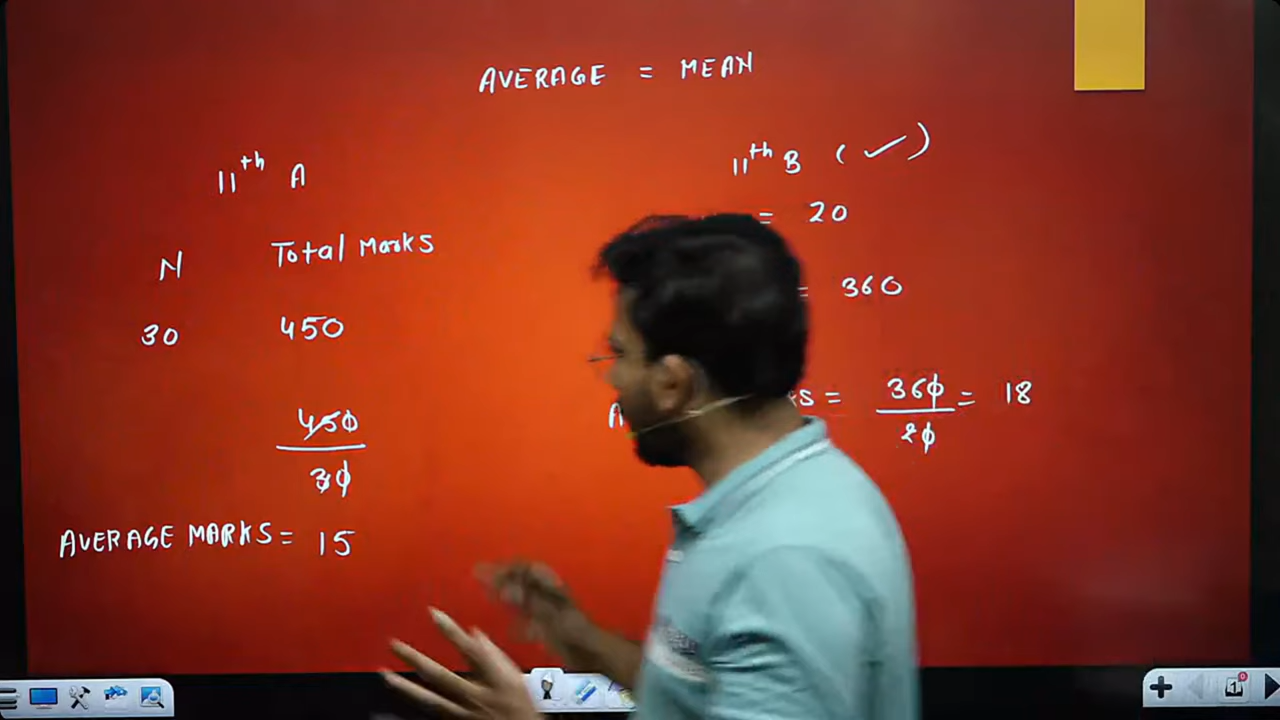 AVERAGE = MEAN
11th A
N Total Marks
30 450
450
30
AVERAGE MARKS = 15
11th B ( ✓ )
= 20
= 360
= 360 = 18
20